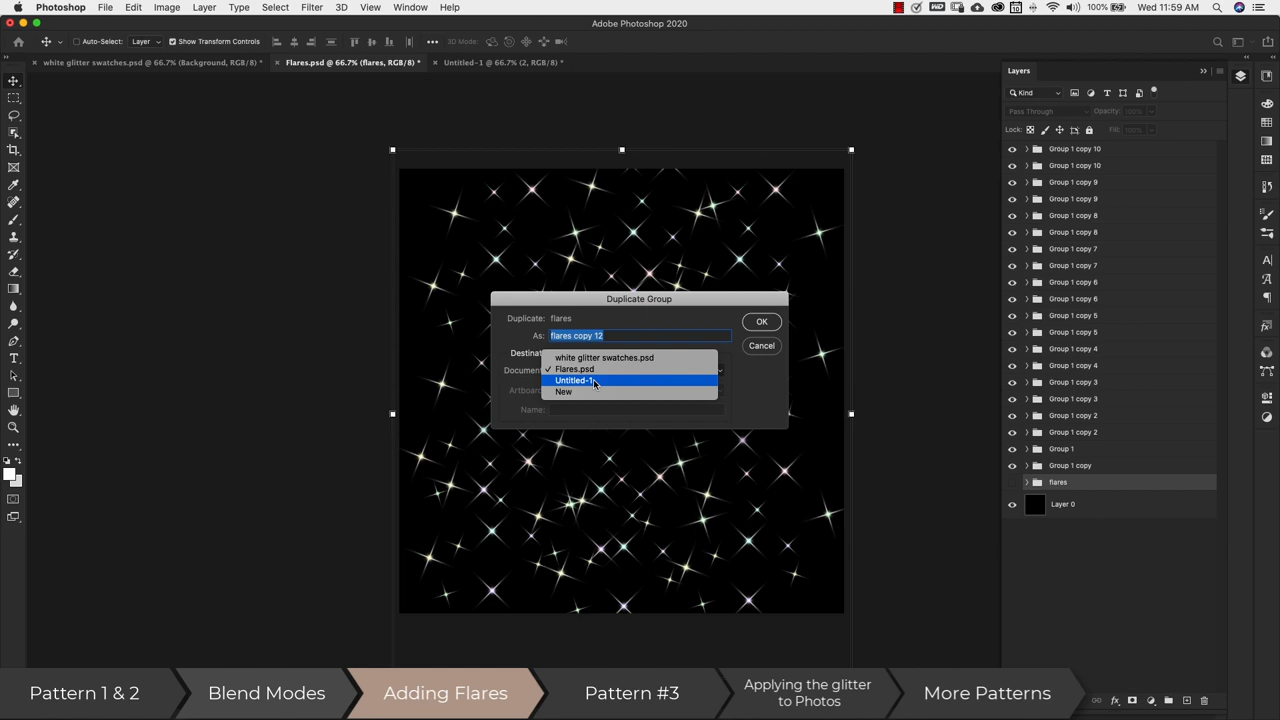 Photoshop File Edit Image Layer Type Select Filter 3D View Window Help 100% Wed 11:59 AM
Adobe Photoshop 2020
Auto-Select: Layer Show Transform Controls 3D Mode:
white glitter swatches.psd @ 66.7% (Background, RGB/8) *
Flares.psd @ 66.7% (flares, RGB/8) *
Untitled-1 @ 66.7% (2, RGB/8) *
Layers
Kind
Pass Through Opacity: 100%
Lock: Fill: 100%
Group 1 copy 10
Group 1 copy 10
Group 1 copy 9
Group 1 copy 9
Group 1 copy 8
Group 1 copy 8
Group 1 copy 7
Group 1 copy 7
Group 1 copy 6
Group 1 copy 6
Group 1 copy 5
Group 1 copy 5
Group 1 copy 4
Group 1 copy 4
Group 1 copy 3
Group 1 copy 3
Group 1 copy 2
Group 1 copy 2
Group 1
Group 1 copy
flares
Layer 0
Duplicate Group
Duplicate: flares
As: flares copy 12
OK
Cancel
Destinat
Document
Artboard
Name:
white glitter swatches.psd
✓ Flares.psd
Untitled-1
New
Pattern 1 & 2
Blend Modes
Adding Flares
Pattern #3
Applying the glitter
to Photos
More Patterns